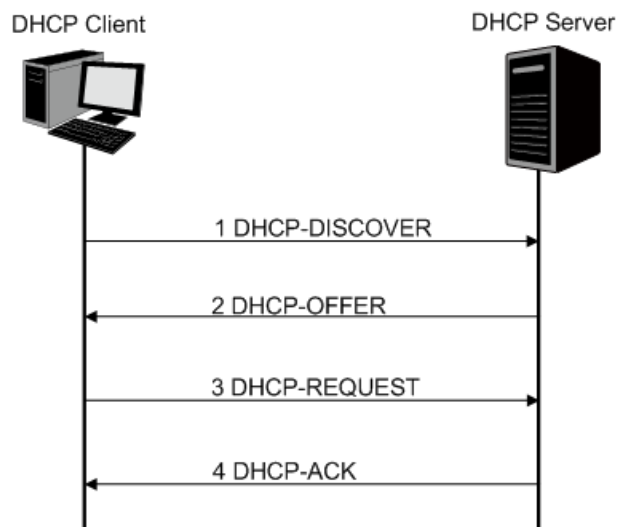 DHCP Client
DHCP Server
1 DHCP-DISCOVER
2 DHCP-OFFER
3 DHCP-REQUEST
4 DHCP-ACK